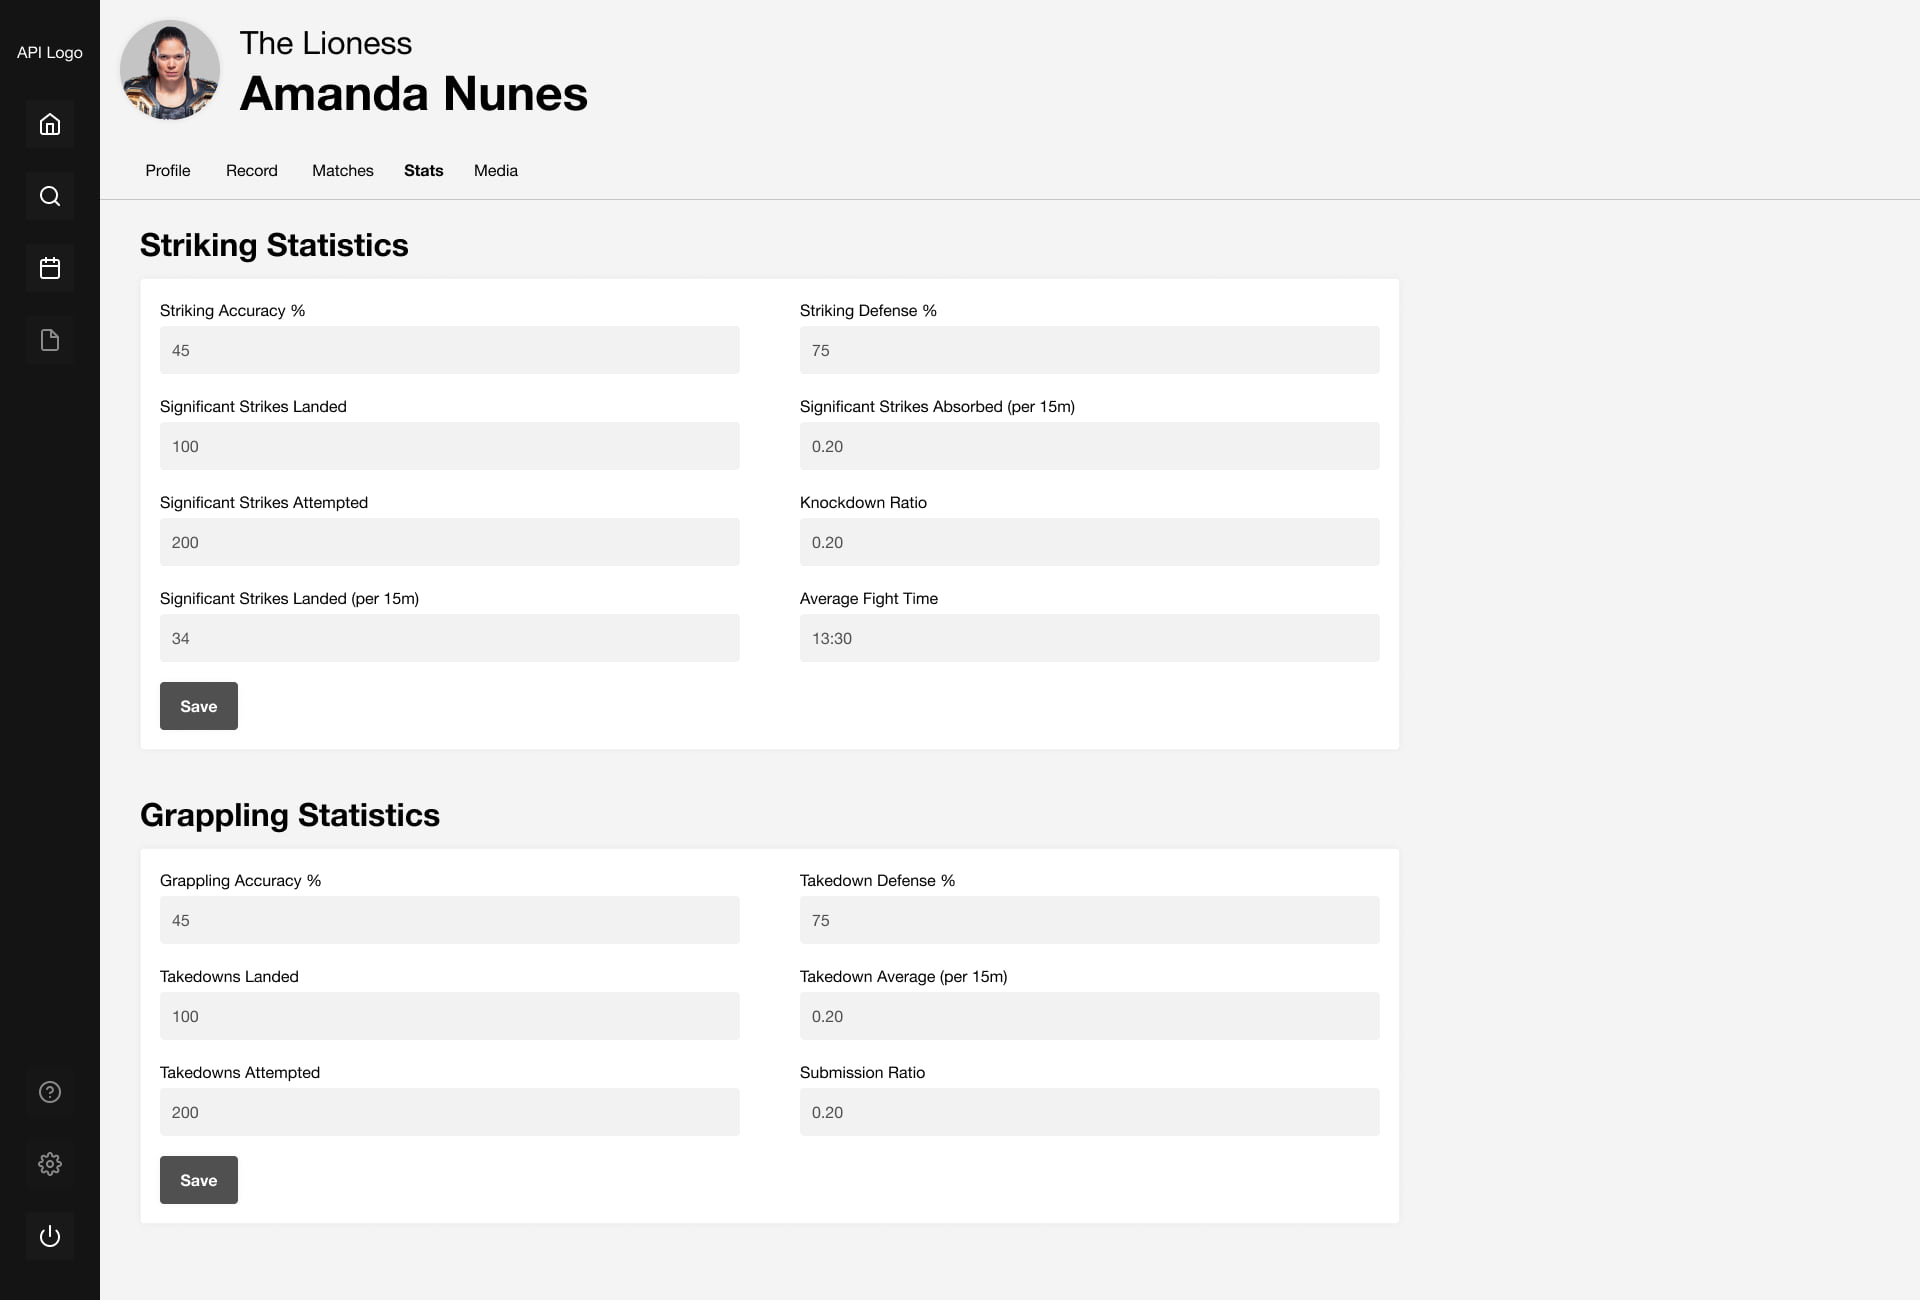 API Logo
The Lioness
Amanda Nunes
Profile Record Matches Stats Media
Striking Statistics
Striking Accuracy %
45
Striking Defense %
75
Significant Strikes Landed
100
Significant Strikes Absorbed (per 15m)
0.20
Significant Strikes Attempted
200
Knockdown Ratio
0.20
Significant Strikes Landed (per 15m)
34
Average Fight Time
13:30
Save
Grappling Statistics
Grappling Accuracy %
45
Takedown Defense %
75
Takedowns Landed
100
Takedown Average (per 15m)
0.20
Takedowns Attempted
200
Submission Ratio
0.20
Save